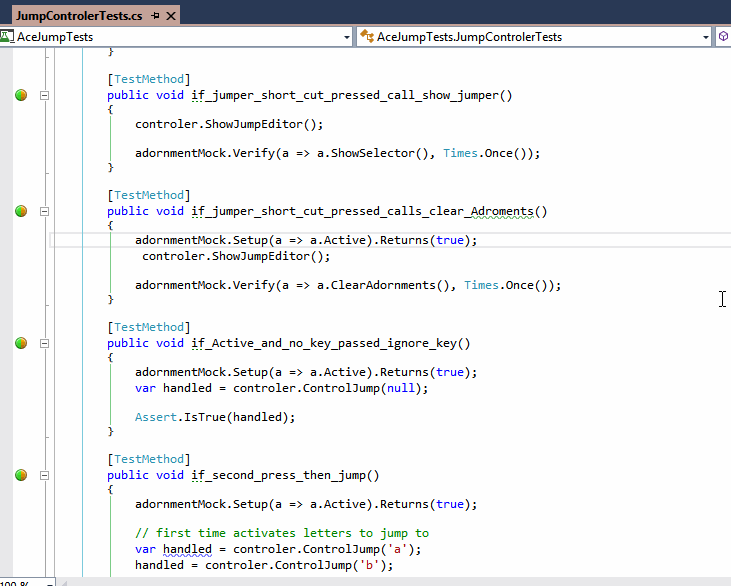 JumpControlerTests.cs
AceJumpTests
AceJumpTests.JumpControlerTests
}
[TestMethod]
public void if_jumper_short_cut_pressed_call_show_jumper()
{
controler.ShowJumpEditor();
adornmentMock.Verify(a => a.ShowSelector(), Times.Once());
}
[TestMethod]
public void if_jumper_short_cut_pressed_calls_clear_Adroments()
{
adornmentMock.Setup(a => a.Active).Returns(true);
controler.ShowJumpEditor();
adornmentMock.Verify(a => a.ClearAdornments(), Times.Once());
}
[TestMethod]
public void if_Active_and_no_key_passed_ignore_key()
{
adornmentMock.Setup(a => a.Active).Returns(true);
var handled = controler.ControlJump(null);
Assert.IsTrue(handled);
}
[TestMethod]
public void if_second_press_then_jump()
{
adornmentMock.Setup(a => a.Active).Returns(true);
// first time activates letters to jump to
var handled = controler.ControlJump('a');
handled = controler.ControlJump('b');
100 %